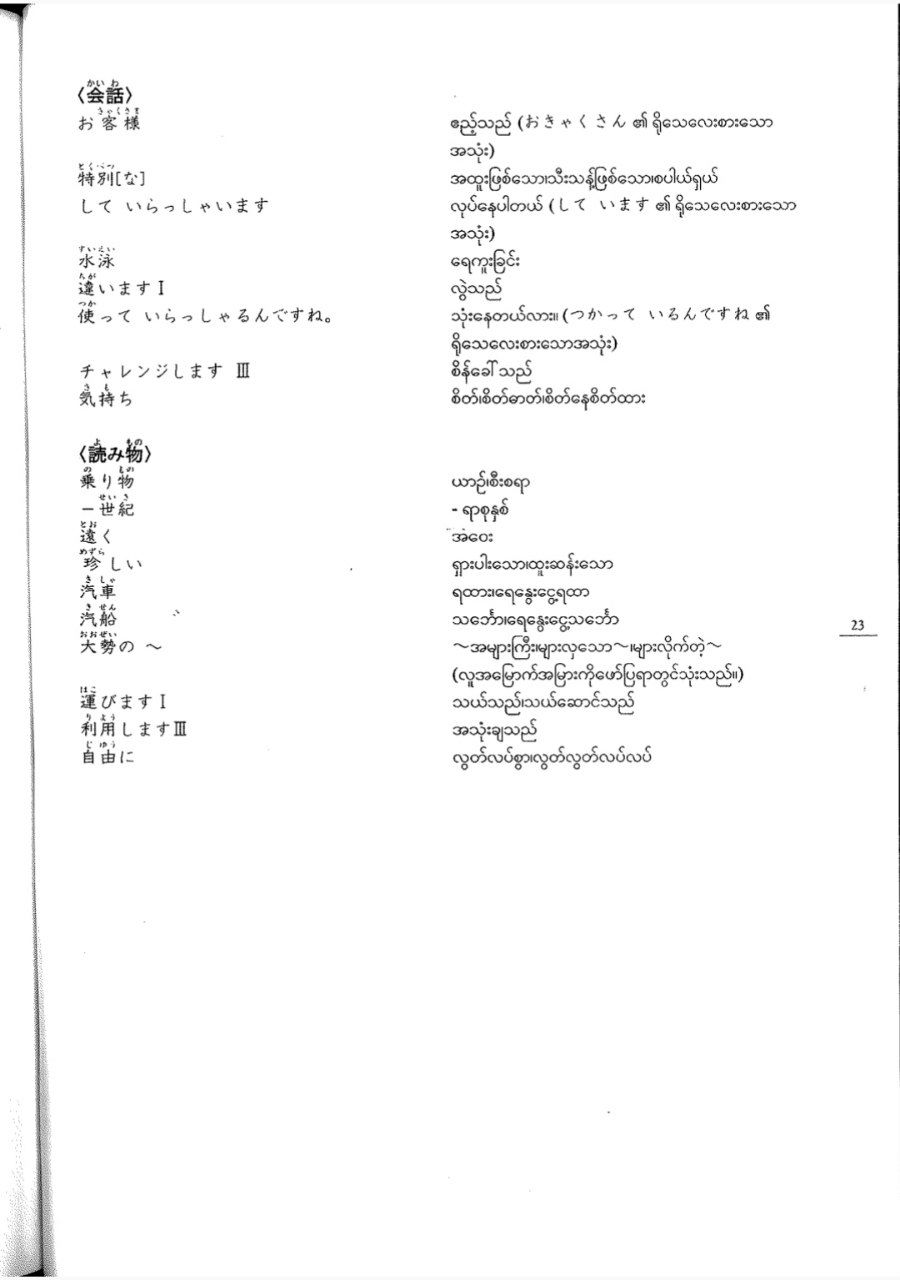 〈会話〉
お客様 ဧည့်သည် (おきゃくさん ၏ ရိုသေလေးစားသော
အသုံး)
特別[な] အထူးဖြစ်သော၊သီးသန့်ဖြစ်သော၊စပါယ်ရှယ်
して いらっしゃいます လုပ်နေပါတယ် (して います ၏ ရိုသေလေးစားသော
အသုံး)
水泳 ရေကူးခြင်း
違いますⅠ လွဲသည်
使って いらっしゃるんですね。 သုံးနေတယ်လား။ (つかって いるんですね ၏
ရိုသေလေးစားသောအသုံး)
チャレンジします Ⅲ စိန်ခေါ်သည်
気持ち စိတ်၊စိတ်ဓာတ်၊စိတ်နေစိတ်ထား
〈読み物〉
乗り物 ယာဉ်၊စီးစရာ
－世紀 - ရာစုနှစ်
遠く အဝေး
珍しい ရှားပါးသော၊ထူးဆန်းသော
汽車 ရထား၊ရေနွေးငွေ့ရထာ
汽船 သင်္ဘော၊ရေနွေးငွေ့သင်္ဘော
大勢の ～ ～အများကြီး၊များလှသော～၊များလိုက်တဲ့～
(လူအမြောက်အမြားကိုဖော်ပြရာတွင်သုံးသည်။)
運びますⅠ သယ်သည်၊သယ်ဆောင်သည်
利用しますⅢ အသုံးချသည်
自由に လွတ်လပ်စွာ၊လွတ်လွတ်လပ်လပ်
23